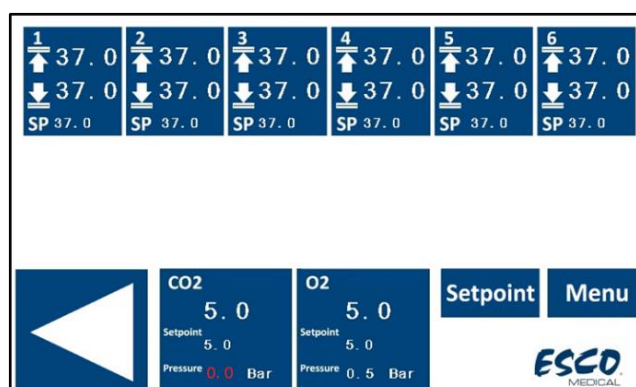 1 2 3 4 5 6
37.0 37.0 37.0 37.0 37.0 37.0
37.0 37.0 37.0 37.0 37.0 37.0
SP 37.0 SP 37.0 SP 37.0 SP 37.0 SP 37.0 SP 37.0
CO2 O2
5.0 5.0
Setpoint Setpoint
5.0 5.0
Pressure 0.0 Bar Pressure 0.5 Bar
Setpoint Menu
ESCO
MEDICAL